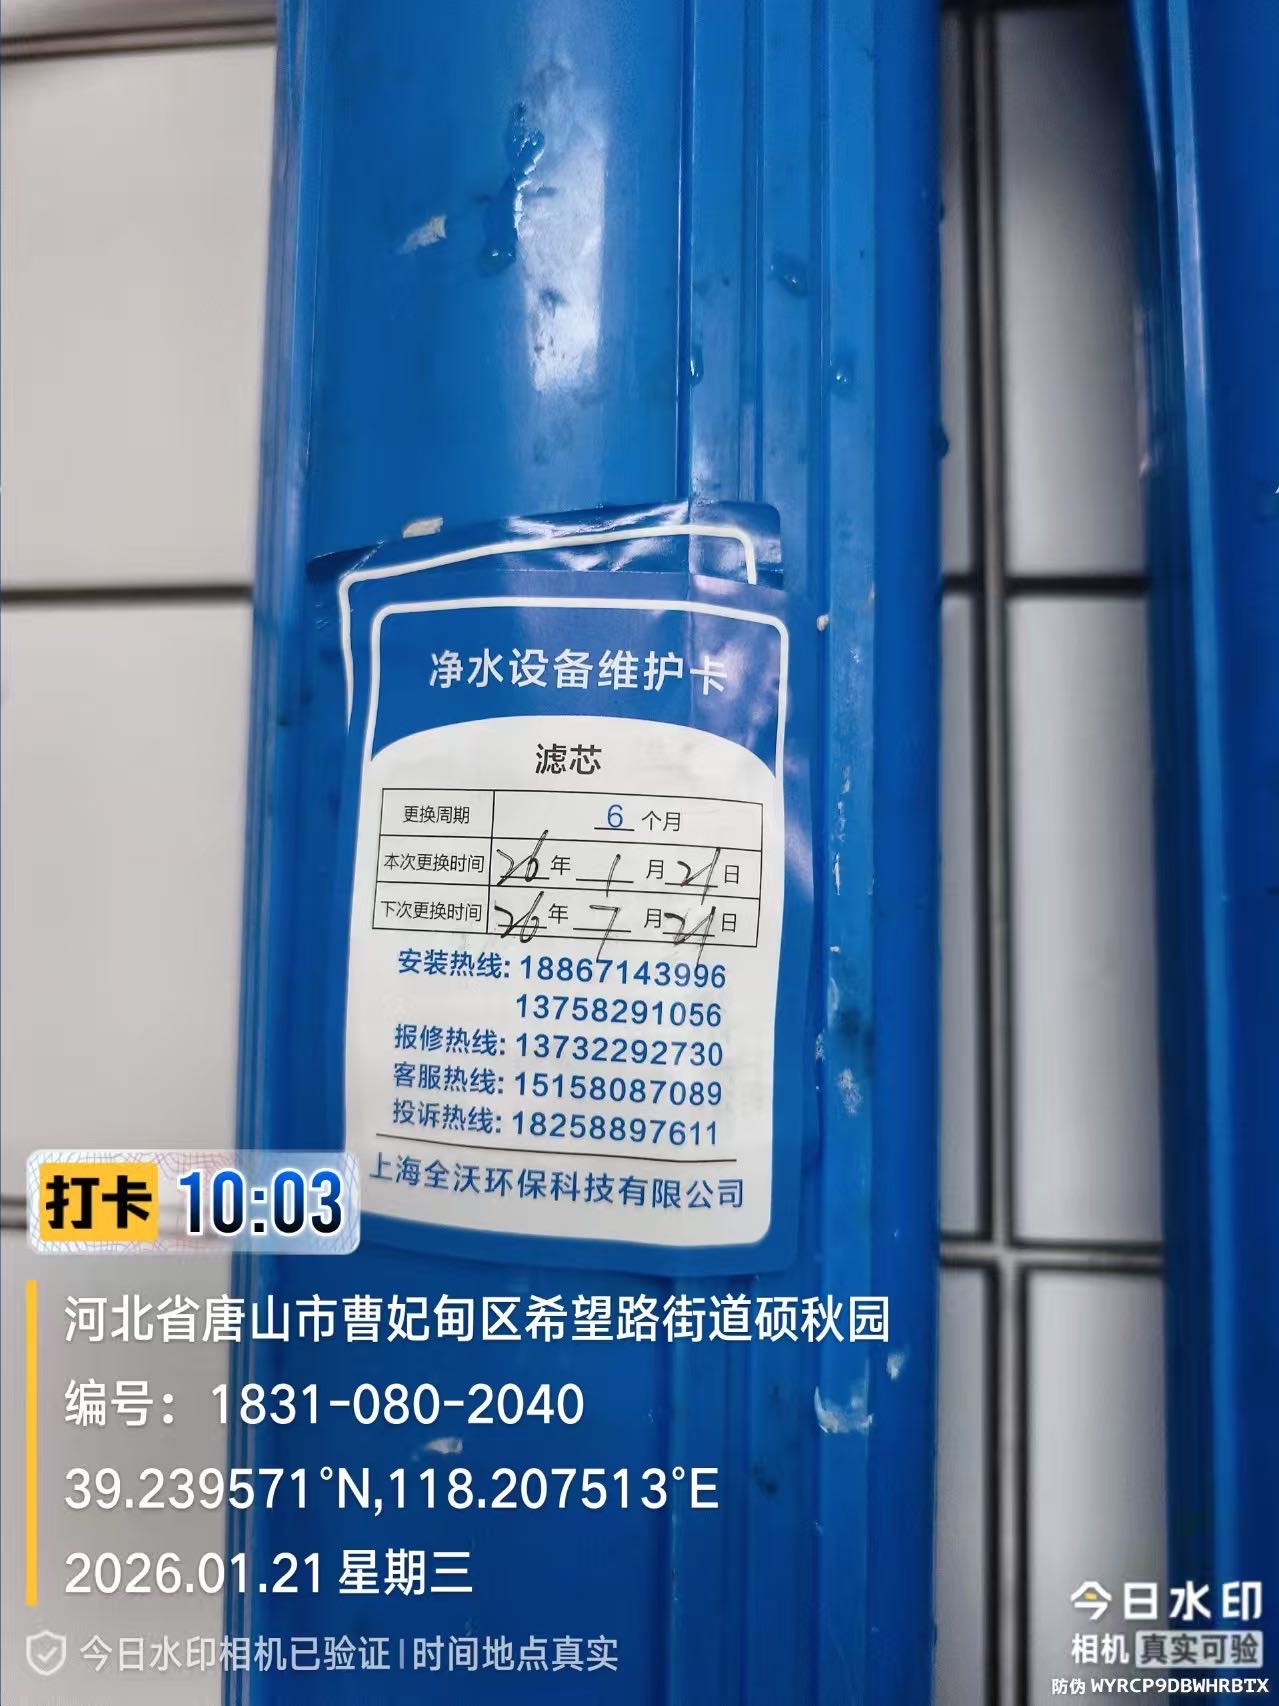 净水设备维护卡
滤芯
更换周期 6 个月
本次更换时间 26 年 1 月 21 日
下次更换时间 26 年 7 月 21 日
安装热线: 18867143996
13758291056
报修热线: 13732292730
客服热线: 15158087089
投诉热线: 18258897611
上海全沃环保科技有限公司
打卡 10:03
河北省唐山市曹妃甸区希望路街道硕秋园
编号: 1831-080-2040
39.239571°N,118.207513°E
2026.01.21 星期三
今日水印相机已验证|时间地点真实
今日水印
相机 真实可验
防伪 WYRCP9DBWHRBTX